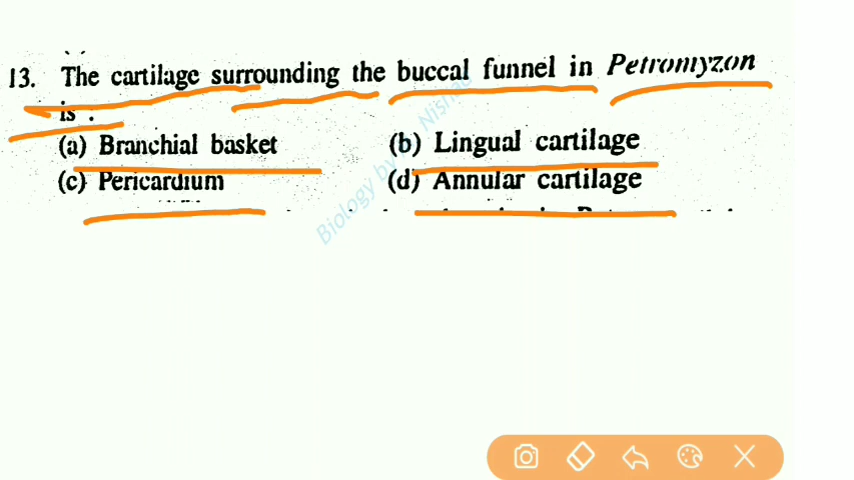 13. The cartilage surrounding the buccal funnel in Petromyzon
is :
(a) Branchial basket (b) Lingual cartilage
(c) Pericardium (d) Annular cartilage
Biology by Nisha